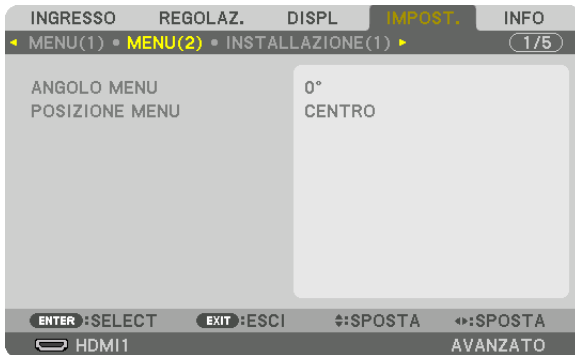 INGRESSO REGOLAZ. DISPL IMPOST. INFO
MENU(1) • MENU(2) • INSTALLAZIONE(1) 1/5
ANGOLO MENU 0°
POSIZIONE MENU CENTRO
ENTER :SELECT EXIT :ESCI :SPOSTA :SPOSTA
HDMI1 AVANZATO